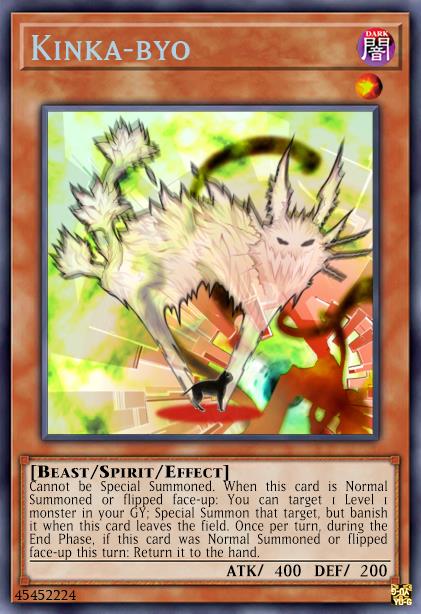 KINKA-BYO
DARK
闇
[BEAST/SPIRIT/EFFECT]
Cannot be Special Summoned. When this card is Normal
Summoned or flipped face-up: You can target 1 Level 1
monster in your GY; Special Summon that target, but banish
it when this card leaves the field. Once per turn, during the
End Phase, if this card was Normal Summoned or flipped
face-up this turn: Return it to the hand.
ATK/ 400 DEF/ 200
45452224